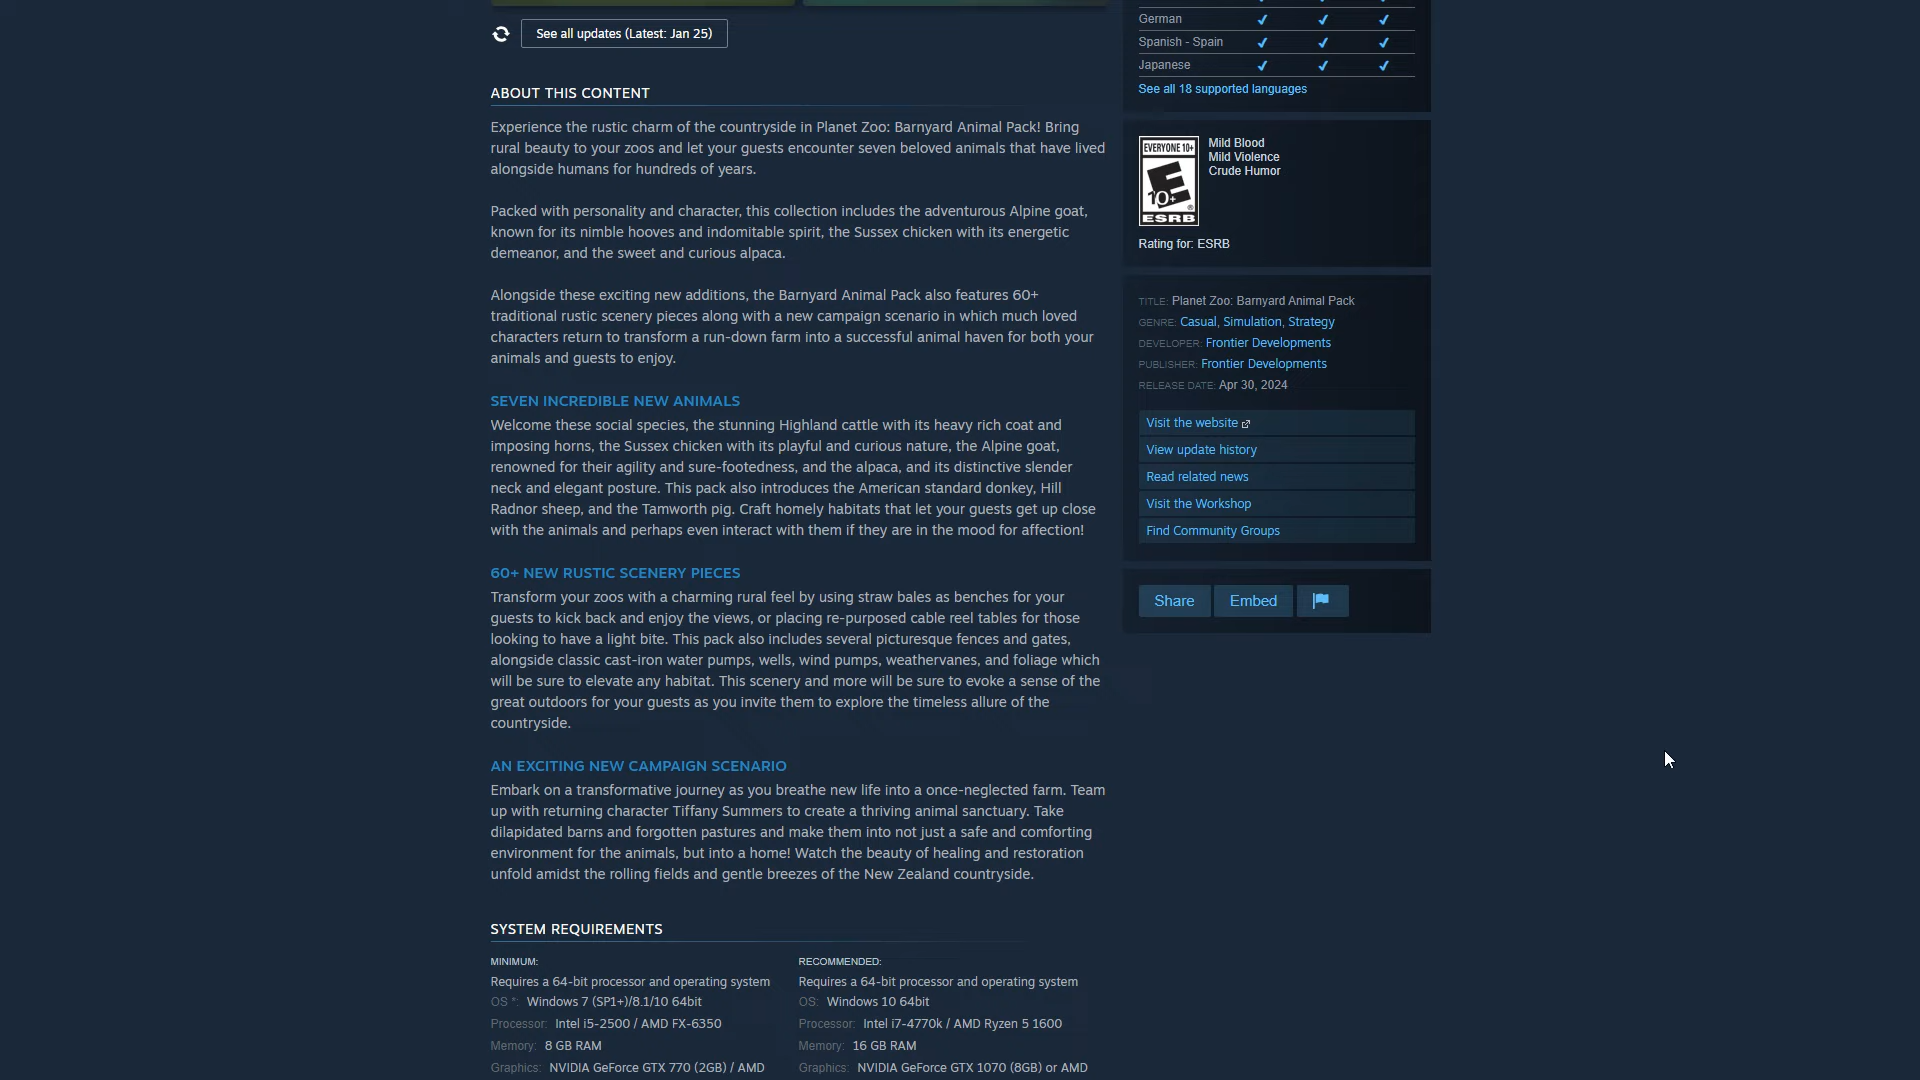 See all updates (Latest: Jan 25)
ABOUT THIS CONTENT
Experience the rustic charm of the countryside in Planet Zoo: Barnyard Animal Pack! Bring
rural beauty to your zoos and let your guests encounter seven beloved animals that have lived
alongside humans for hundreds of years.
Packed with personality and character, this collection includes the adventurous Alpine goat,
known for its nimble hooves and indomitable spirit, the Sussex chicken with its energetic
demeanor, and the sweet and curious alpaca.
Alongside these exciting new additions, the Barnyard Animal Pack also features 60+
traditional rustic scenery pieces along with a new campaign scenario in which much loved
characters return to transform a run-down farm into a successful animal haven for both your
animals and guests to enjoy.
SEVEN INCREDIBLE NEW ANIMALS
Welcome these social species, the stunning Highland cattle with its heavy rich coat and
imposing horns, the Sussex chicken with its playful and curious nature, the Alpine goat,
renowned for their agility and sure-footedness, and the alpaca, and its distinctive slender
neck and elegant posture. This pack also introduces the American standard donkey, Hill
Radnor sheep, and the Tamworth pig. Craft homely habitats that let your guests get up close
with the animals and perhaps even interact with them if they are in the mood for affection!
60+ NEW RUSTIC SCENERY PIECES
Transform your zoos with a charming rural feel by using straw bales as benches for your
guests to kick back and enjoy the views, or placing re-purposed cable reel tables for those
looking to have a light bite. This pack also includes several picturesque fences and gates,
alongside classic cast-iron water pumps, wells, wind pumps, weathervanes, and foliage which
will be sure to elevate any habitat. This scenery and more will be sure to evoke a sense of the
great outdoors for your guests as you invite them to explore the timeless allure of the
countryside.
AN EXCITING NEW CAMPAIGN SCENARIO
Embark on a transformative journey as you breathe new life into a once-neglected farm. Team
up with returning character Tiffany Summers to create a thriving animal sanctuary. Take
dilapidated barns and forgotten pastures and make them into not just a safe and comforting
environment for the animals, but into a home! Watch the beauty of healing and restoration
unfold amidst the rolling fields and gentle breezes of the New Zealand countryside.
SYSTEM REQUIREMENTS
MINIMUM:
Requires a 64-bit processor and operating system
OS *: Windows 7 (SP1+)/8.1/10 64bit
Processor: Intel i5-2500 / AMD FX-6350
Memory: 8 GB RAM
Graphics: NVIDIA GeForce GTX 770 (2GB) / AMD
RECOMMENDED:
Requires a 64-bit processor and operating system
OS: Windows 10 64bit
Processor: Intel i7-4770k / AMD Ryzen 5 1600
Memory: 16 GB RAM
Graphics: NVIDIA GeForce GTX 1070 (8GB) or AMD
German
Spanish - Spain
Japanese
See all 18 supported languages
EVERYONE 10+
E
10+
ESRB
Mild Blood
Mild Violence
Crude Humor
Rating for: ESRB
TITLE: Planet Zoo: Barnyard Animal Pack
GENRE: Casual, Simulation, Strategy
DEVELOPER: Frontier Developments
PUBLISHER: Frontier Developments
RELEASE DATE: Apr 30, 2024
Visit the website
View update history
Read related news
Visit the Workshop
Find Community Groups
Share
Embed